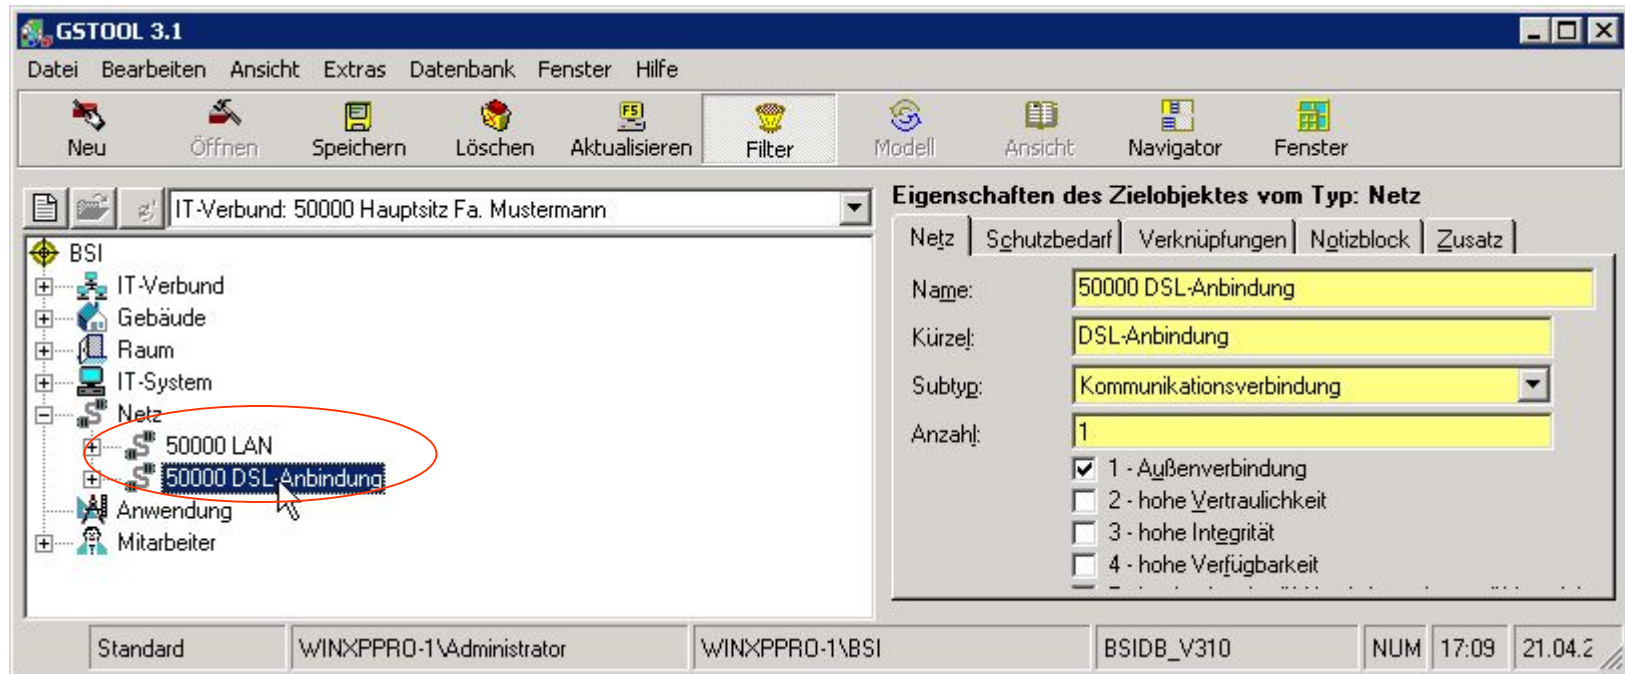 GSTOOL 3.1
Datei Bearbeiten Ansicht Extras Datenbank Fenster Hilfe
Neu Öffnen Speichern Löschen Aktualisieren Filter Modell Ansicht Navigator Fenster
IT-Verbund: 50000 Hauptsitz Fa. Mustermann
BSI
IT-Verbund
Gebäude
Raum
IT-System
Netz
50000 LAN
50000 DSL-Anbindung
Anwendung
Mitarbeiter
Eigenschaften des Zielobjektes vom Typ: Netz
Netz Schutzbedarf Verknüpfungen Notizblock Zusatz
Name: 50000 DSL-Anbindung
Kürzel: DSL-Anbindung
Subtyp: Kommunikationsverbindung
Anzahl: 1
1 - Außenverbindung
2 - hohe Vertraulichkeit
3 - hohe Integrität
4 - hohe Verfügbarkeit
Standard WINXPPRO-1\Administrator WINXPPRO-1\BSI BSIDB_V310 NUM 17:09 21.04.2